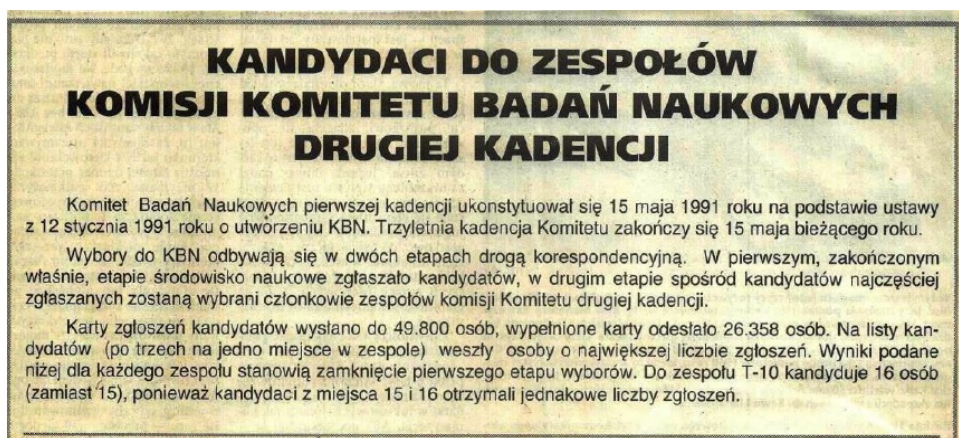 KANDYDACI DO ZESPOŁÓW
KOMISJI KOMITETU BADAŃ NAUKOWYCH
DRUGIEJ KADENCJI
Komitet Badań Naukowych pierwszej kadencji ukonstytuował się 15 maja 1991 roku na podstawie ustawy
z 12 stycznia 1991 roku o utworzeniu KBN. Trzyletnia kadencja Komitetu zakończy się 15 maja bieżącego roku.
Wybory do KBN odbywają się w dwóch etapach drogą korespondencyjną. W pierwszym, zakończonym
właśnie, etapie środowisko naukowe zgłaszało kandydatów, w drugim etapie spośród kandydatów najczęściej
zgłaszanych zostaną wybrani członkowie zespołów komisji Komitetu drugiej kadencji.
Karty zgłoszeń kandydatów wysłano do 49.800 osób, wypełnione karty odesłało 26.358 osób. Na listy kan-
dydatów (po trzech na jedno miejsce w zespole) weszły osoby o największej liczbie zgłoszeń. Wyniki podane
niżej dla każdego zespołu stanowią zamknięcie pierwszego etapu wyborów. Do zespołu T-10 kandyduje 16 osób
(zamiast 15), ponieważ kandydaci z miejsca 15 i 16 otrzymali jednakowe liczby zgłoszeń.